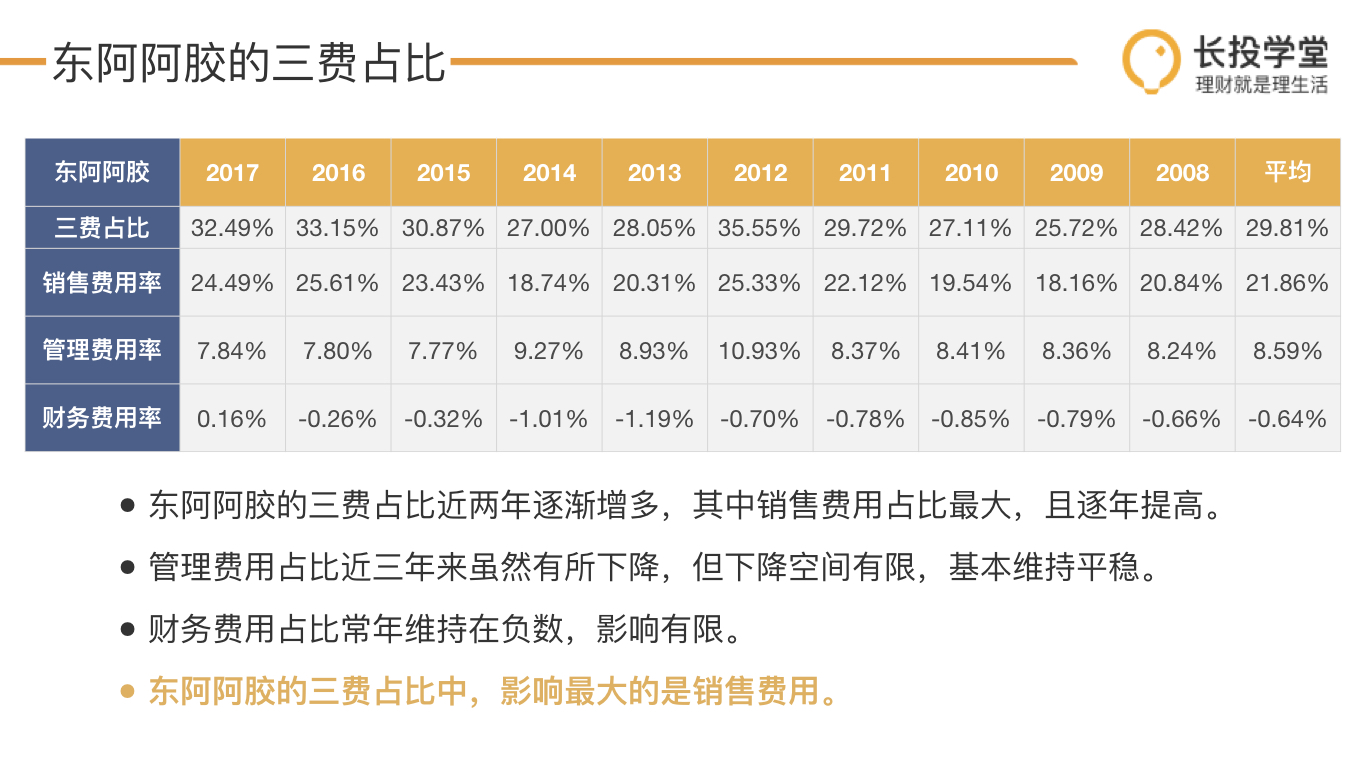 东阿阿胶的三费占比
长投学堂
理财就是理生活
东阿阿胶 2017 2016 2015 2014 2013 2012 2011 2010 2009 2008 平均
三费占比 32.49% 33.15% 30.87% 27.00% 28.05% 35.55% 29.72% 27.11% 25.72% 28.42% 29.81%
销售费用率 24.49% 25.61% 23.43% 18.74% 20.31% 25.33% 22.12% 19.54% 18.16% 20.84% 21.86%
管理费用率 7.84% 7.80% 7.77% 9.27% 8.93% 10.93% 8.37% 8.41% 8.36% 8.24% 8.59%
财务费用率 0.16% -0.26% -0.32% -1.01% -1.19% -0.70% -0.78% -0.85% -0.79% -0.66% -0.64%
● 东阿阿胶的三费占比近两年逐渐增多，其中销售费用占比最大，且逐年提高。
● 管理费用占比近三年来虽然有所下降，但下降空间有限，基本维持平稳。
● 财务费用占比常年维持在负数，影响有限。
● 东阿阿胶的三费占比中，影响最大的是销售费用。